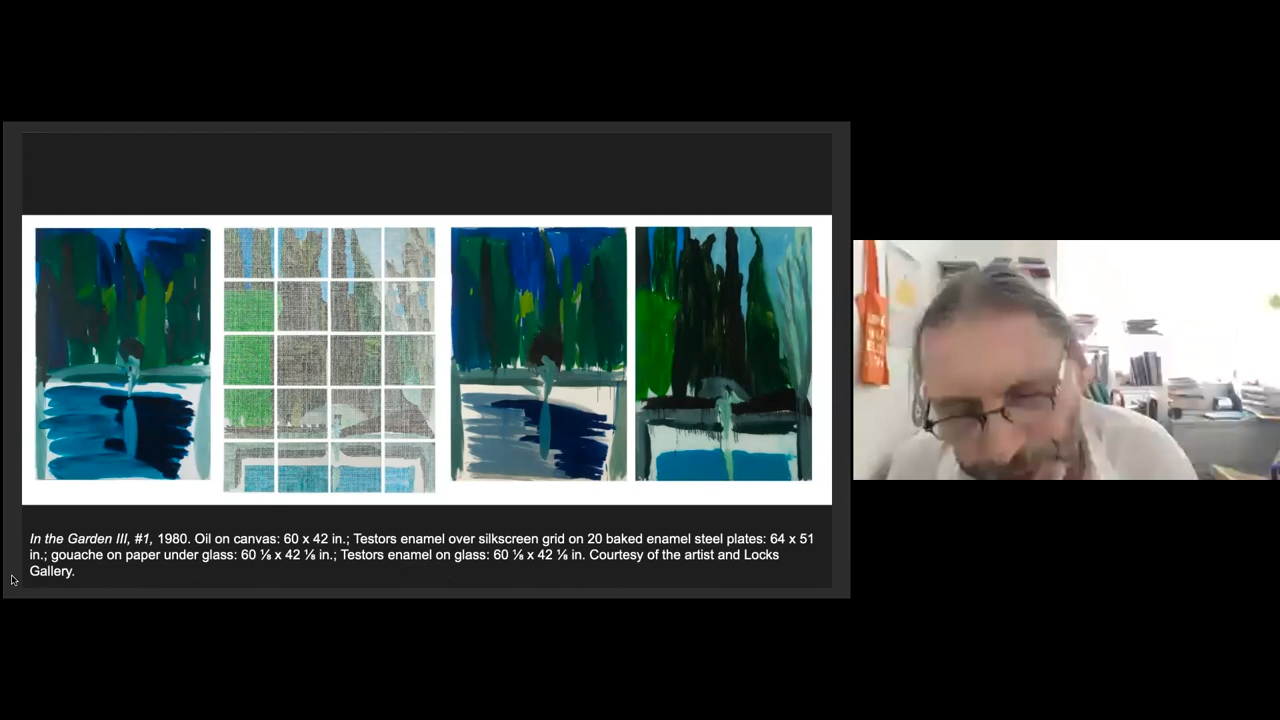 In the Garden III, #1, 1980. Oil on canvas: 60 x 42 in.; Testors enamel over silkscreen grid on 20 baked enamel steel plates: 64 x 51
in.; gouache on paper under glass: 60 ⅛ x 42 ⅛ in.; Testors enamel on glass: 60 ⅛ x 42 ⅛ in. Courtesy of the artist and Locks
Gallery.